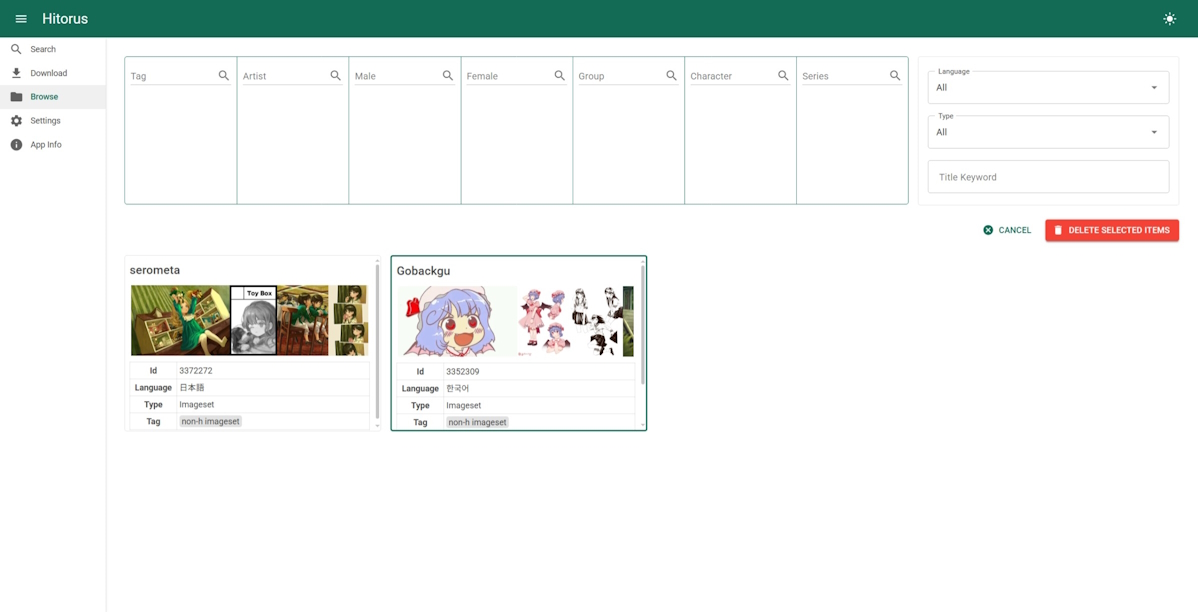 Hitorus
Search
Download
Browse
Settings
App Info
Tag
Artist
Male
Female
Group
Character
Series
Language
All
Type
All
Title Keyword
CANCEL
DELETE SELECTED ITEMS
serometa
Toy Box
Id 3372272
Language 日本語
Type Imageset
Tag non-h imageset
Gobackgu
Id 3352309
Language 한국어
Type Imageset
Tag non-h imageset